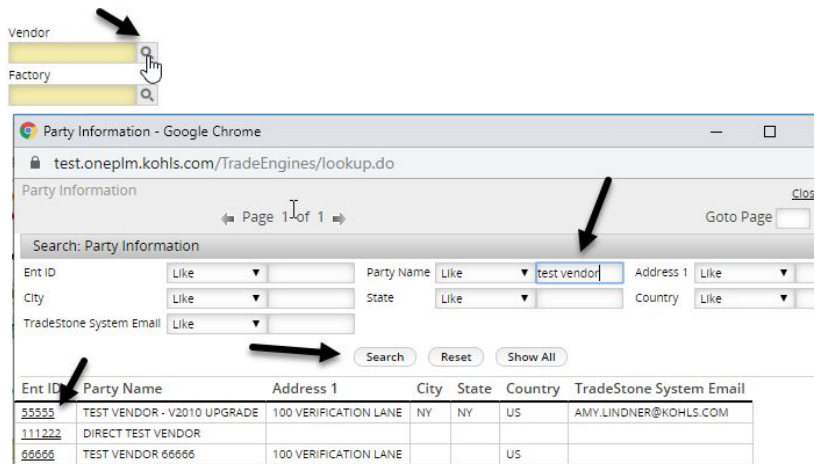 Vendor
Factory
Party Information - Google Chrome
test.oneplm.kohls.com/TradeEngines/lookup.do
Party Information
Clos
Page 1 of 1
Goto Page
Search: Party Information
Ent ID Like Party Name Like test vendor Address 1 Like
City Like State Like Country Like
TradeStone System Email Like
Search Reset Show All
Ent ID Party Name Address 1 City State Country TradeStone System Email
55555 TEST VENDOR - V2010 UPGRADE 100 VERIFICATION LANE NY NY US AMY.LINDNER@KOHLS.COM
111222 DIRECT TEST VENDOR
66666 TEST VENDOR 66666 100 VERIFICATION LANE US